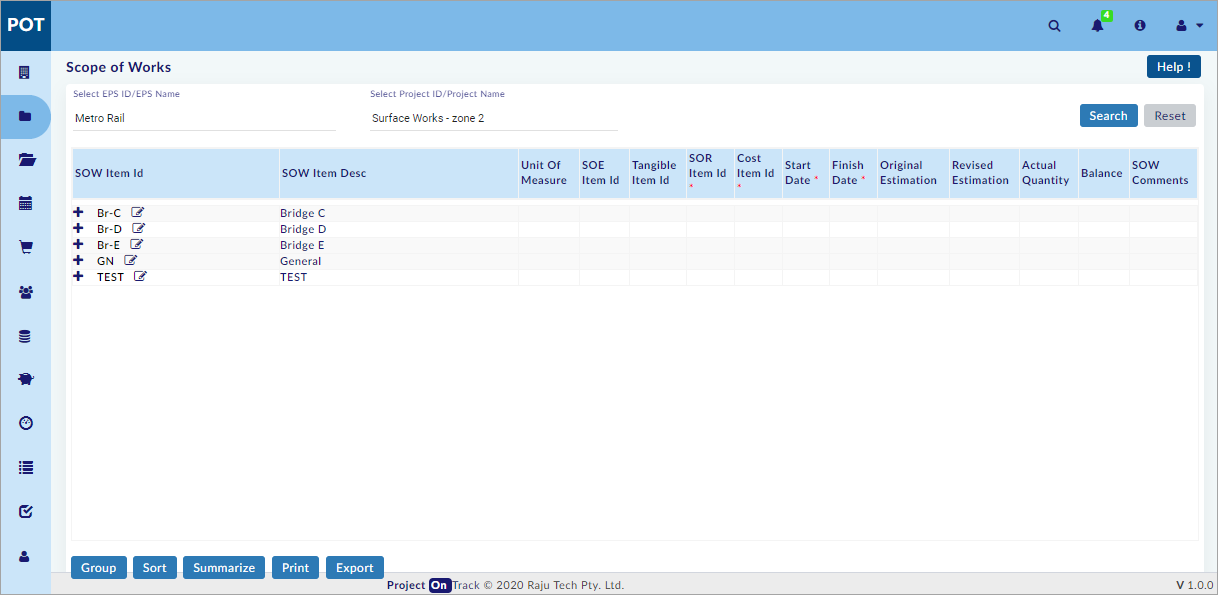 POT
4
Scope of Works
Help !
Select EPS ID/EPS Name
Select Project ID/Project Name
Metro Rail
Surface Works - zone 2
Search
Reset
SOW Item Id
SOW Item Desc
Unit Of
Measure
SOE
Item Id
Tangible
Item Id
SOR
Item Id
*
Cost
Item Id
*
Start
Date *
Finish
Date *
Original
Estimation
Revised
Estimation
Actual
Quantity
Balance
SOW
Comments
Br-C Bridge C
Br-D Bridge D
Br-E Bridge E
GN General
TEST TEST
Group
Sort
Summarize
Print
Export
Project On Track © 2020 Raju Tech Pty. Ltd.
V 1.0.0